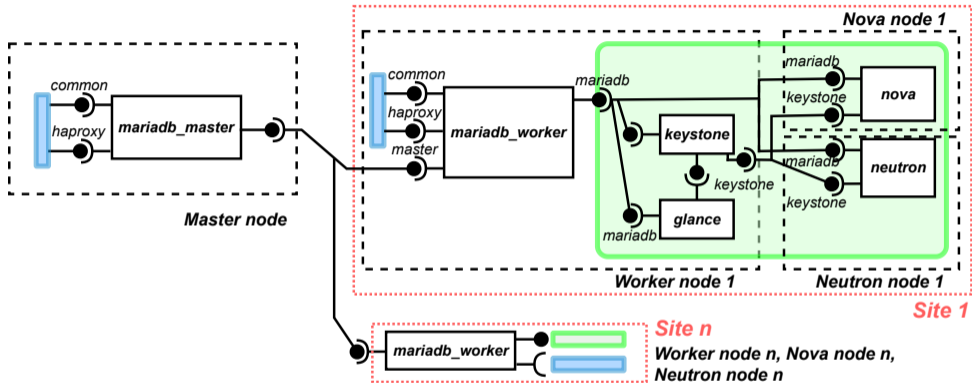 Nova node 1
common
haproxy
mariadb_master
Master node
common
haproxy
master
mariadb_worker
mariadb
keystone
keystone
glance
mariadb
mariadb
keystone
nova
mariadb
keystone
neutron
Worker node 1
Neutron node 1
Site 1
mariadb_worker
Site n
Worker node n, Nova node n,
Neutron node n